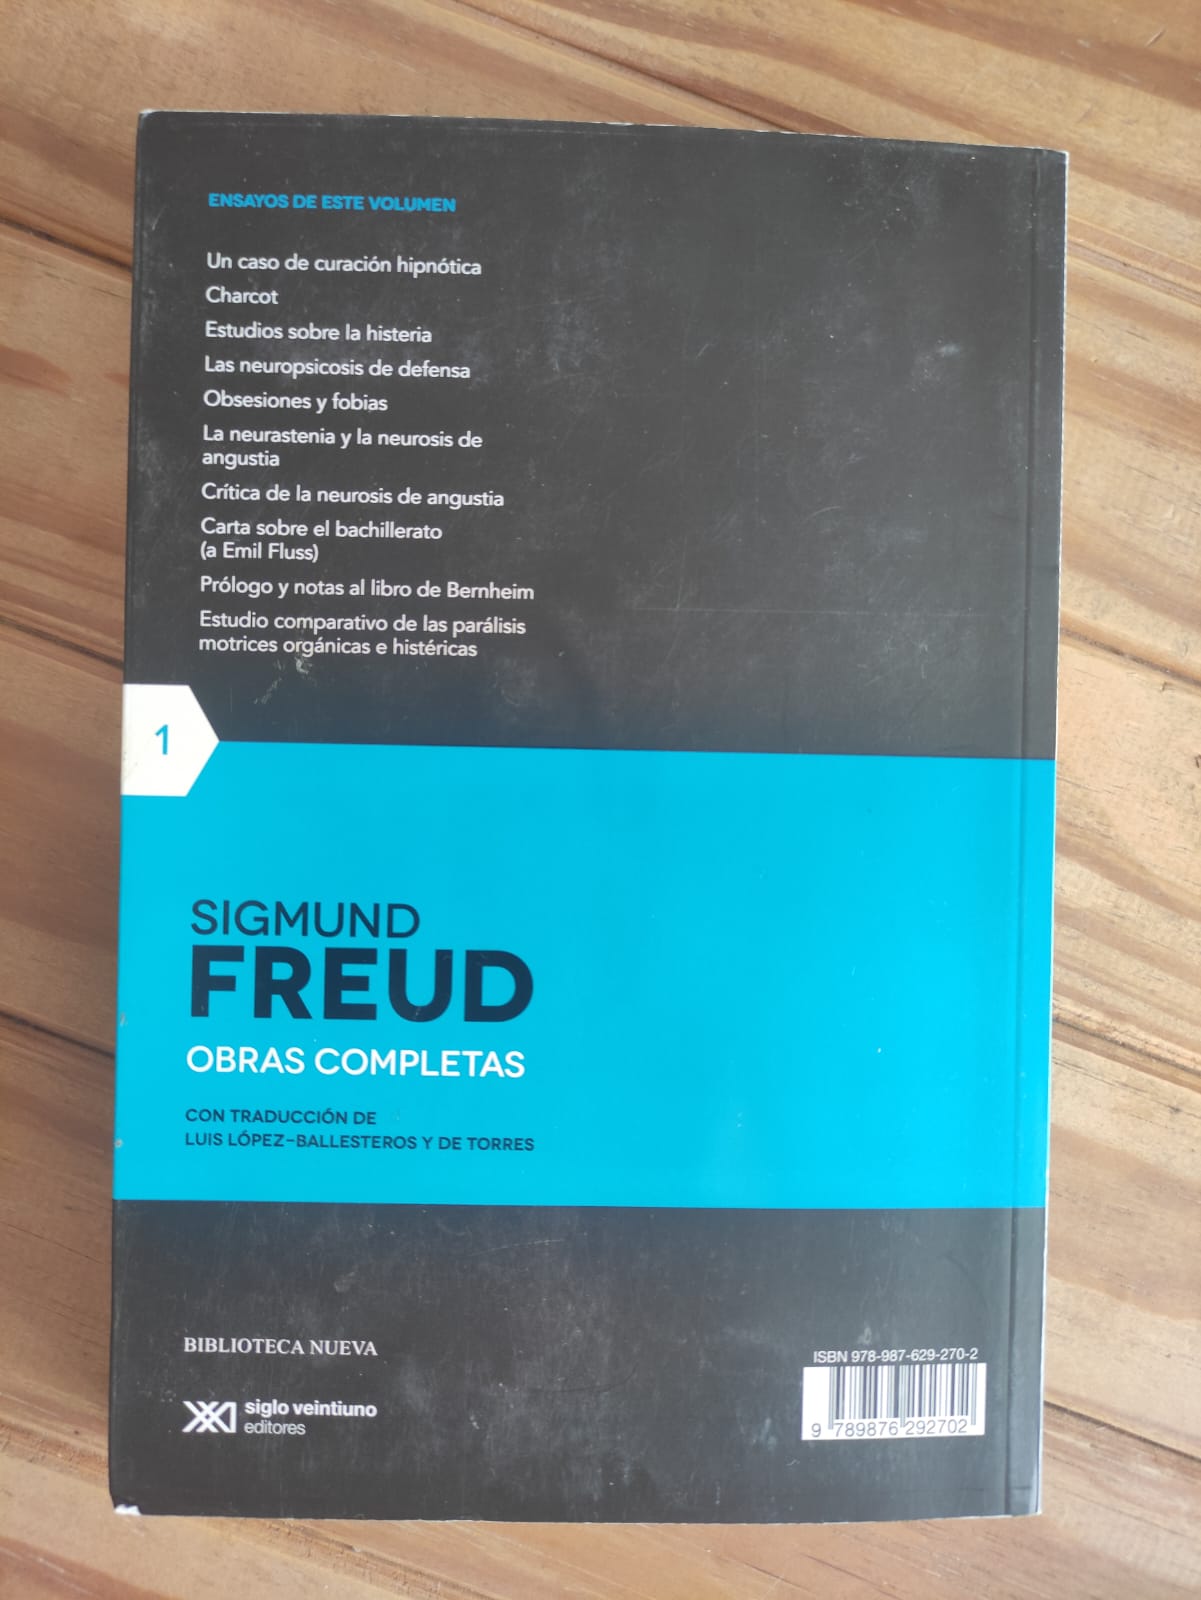 ENSAYOS DE ESTE VOLUMEN
Un caso de curación hipnótica
Charcot
Estudios sobre la histeria
Las neuropsicosis de defensa
Obsesiones y fobias
La neurastenia y la neurosis de
angustia
Crítica de la neurosis de angustia
Carta sobre el bachillerato
(a Emil Fluss)
Prólogo y notas al libro de Bernheim
Estudio comparativo de las parálisis
motrices orgánicas e histéricas
1
SIGMUND
FREUD
OBRAS COMPLETAS
CON TRADUCCIÓN DE
LUIS LÓPEZ-BALLESTEROS Y DE TORRES
BIBLIOTECA NUEVA
siglo veintiuno
editores
ISBN 978-987-629-270-2
9 789876 292702